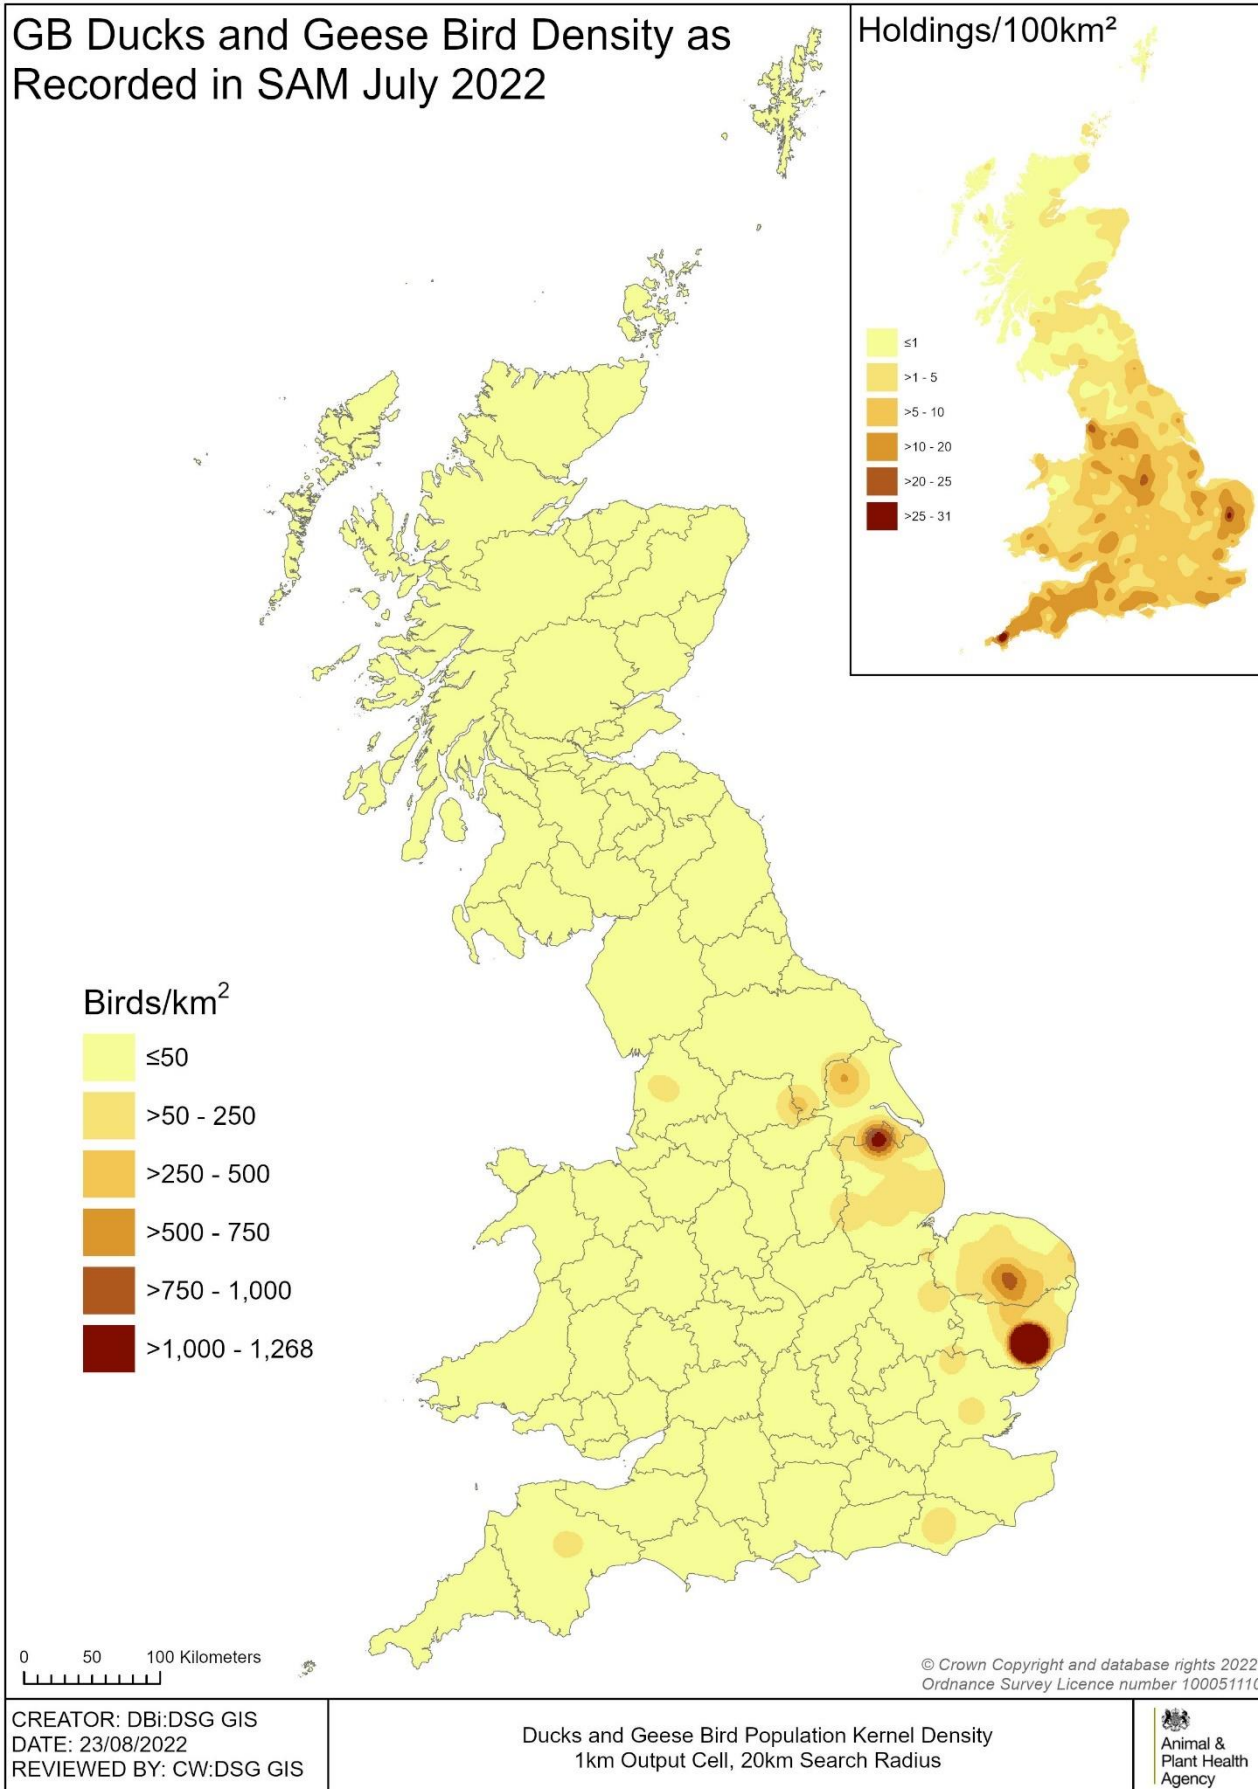 GB Ducks and Geese Bird Density as
Recorded in SAM July 2022
Holdings/100km²
≤1
>1 - 5
>5 - 10
>10 - 20
>20 - 25
>25 - 31
Birds/km²
≤50
>50 - 250
>250 - 500
>500 - 750
>750 - 1,000
>1,000 - 1,268
0 50 100 Kilometers
© Crown Copyright and database rights 2022
Ordnance Survey Licence number 100051110
CREATOR: DBi:DSG GIS
DATE: 23/08/2022
REVIEWED BY: CW:DSG GIS
Ducks and Geese Bird Population Kernel Density
1km Output Cell, 20km Search Radius
Animal &
Plant Health
Agency